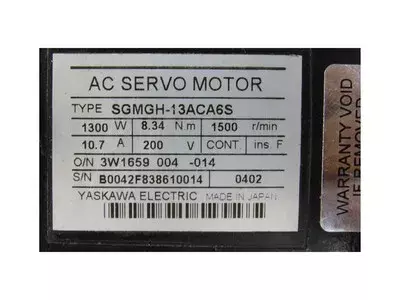 AC SERVO MOTOR
TYPE SGMGH-13ACA6S
1300 W 8.34 N m 1500 r/min
10.7 A 200 V CONT. ins F
O/N 3W1659 004 -014
S/N B0042F838610014 0402
YASKAWA ELECTRIC MADE IN JAPAN
WARRANTY VOID
IF REMOVED